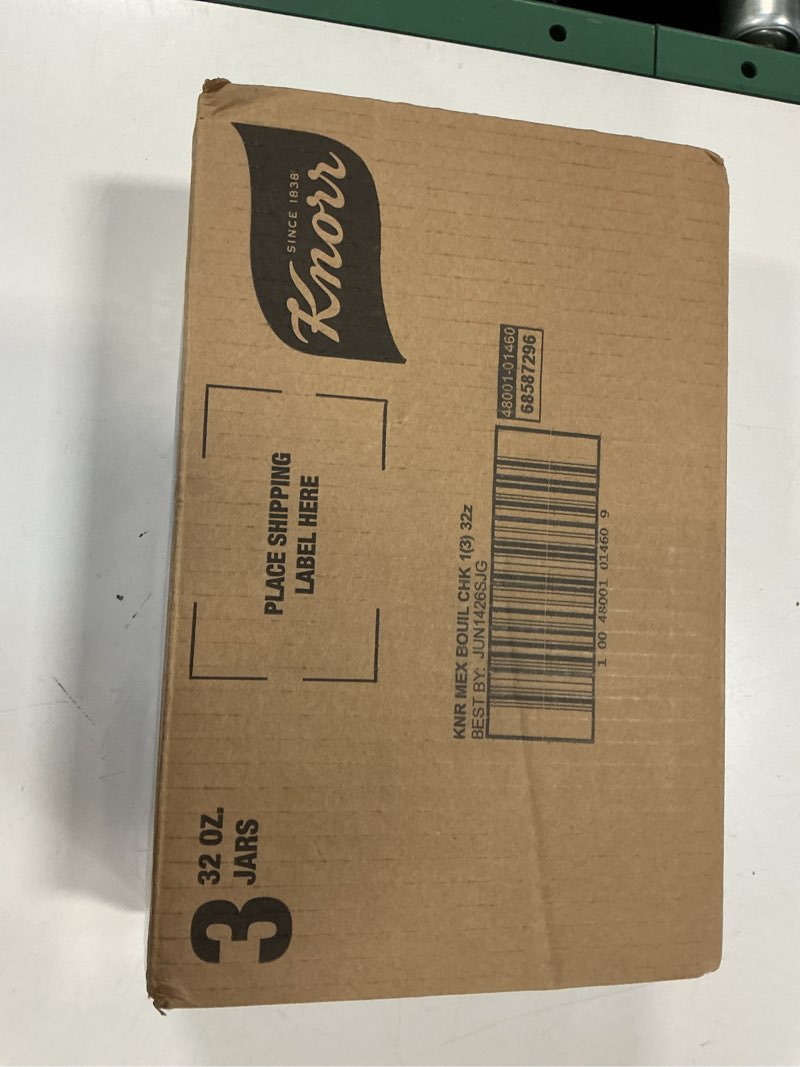 3
32 OZ.
JARS
PLACE SHIPPING
LABEL HERE
SINCE 1838
Knorr
KNR MEX BOUIL CHK 1(3) 32z
BEST BY: JUN1426SJG
48001-01460
68587296
1 00 48001 01460 9